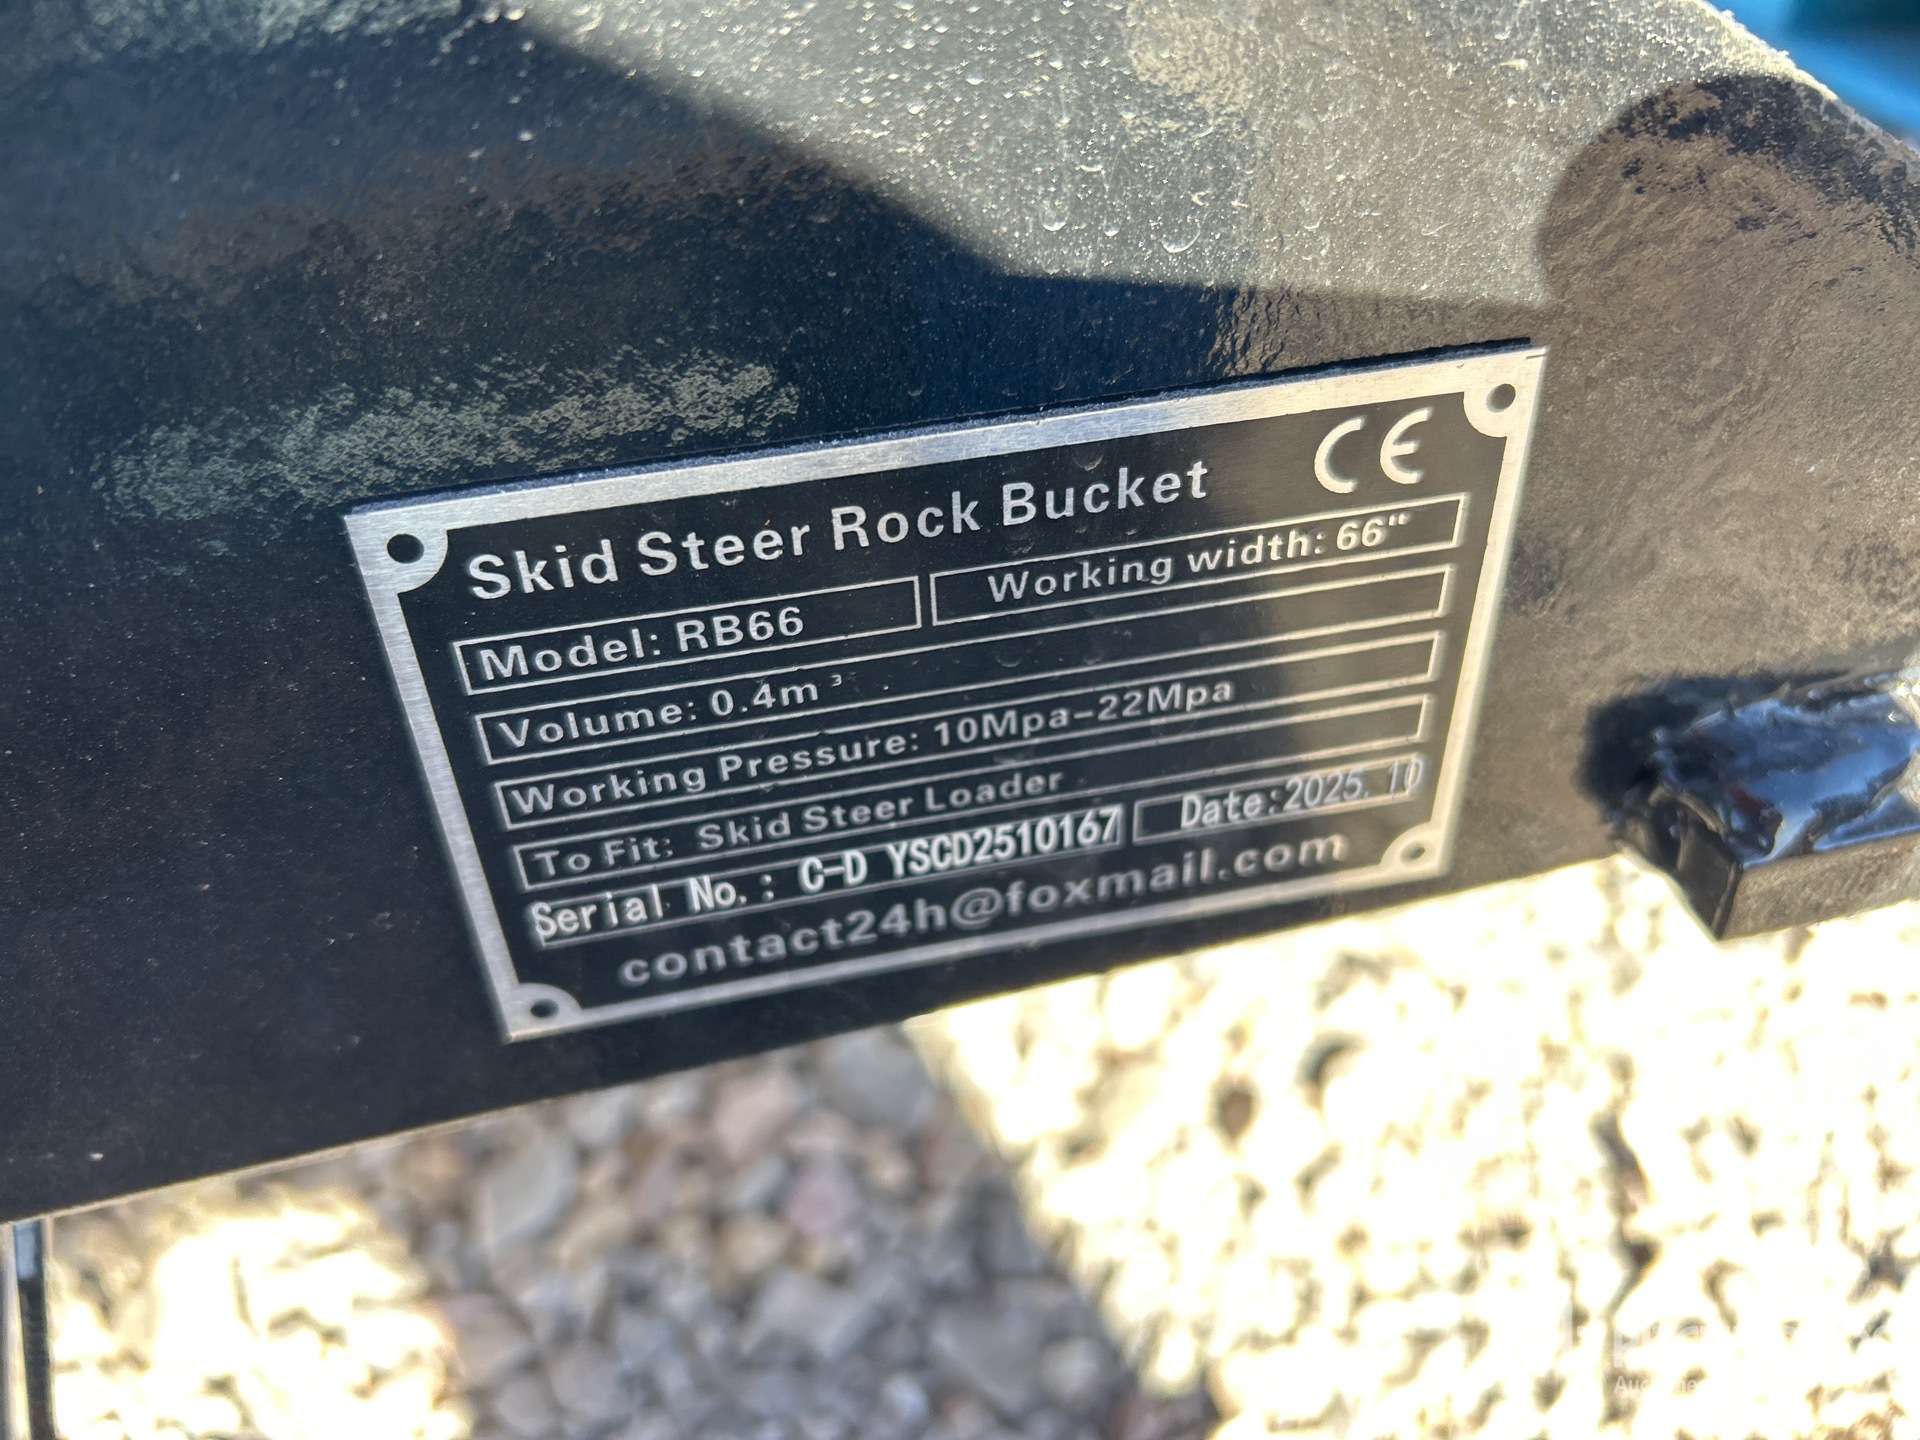 Skid Steer Rock Bucket CE
Model: RB66 Working width: 66"
Volume: 0.4m³
Working Pressure: 10Mpa-22Mpa
To Fit: Skid Steer Loader
Serial No.: C-D YSCD2510167 Date:2025.10
contact24h@foxmail.com